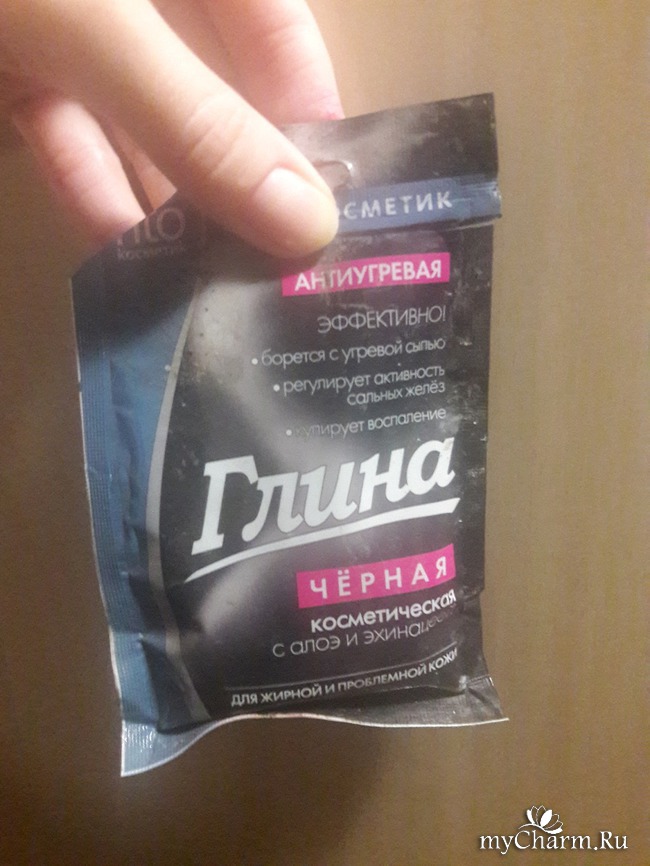 косметик
АНТИУГРЕВАЯ
ЭФФЕКТИВНО!
• борется с угревой сыпью
• регулирует активность
сальных желёз
• купирует воспаление
Глина
ЧЁРНАЯ
косметическая
с алоэ и
для жирной и проблемной кожи
myCharm.Ru